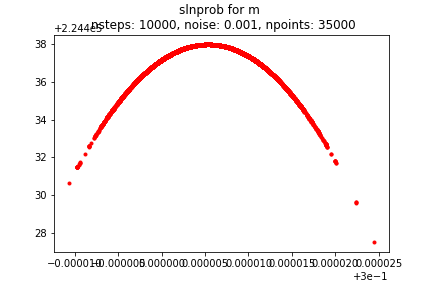 slnprob for m
nsteps: 10000, noise: 0.001, npoints: 35000
+2.244e5
38
36
34
32
30
28
−0.000010 −0.000005 0.000000 0.000005 0.000010 0.000015 0.000020 0.000025
+3e−1